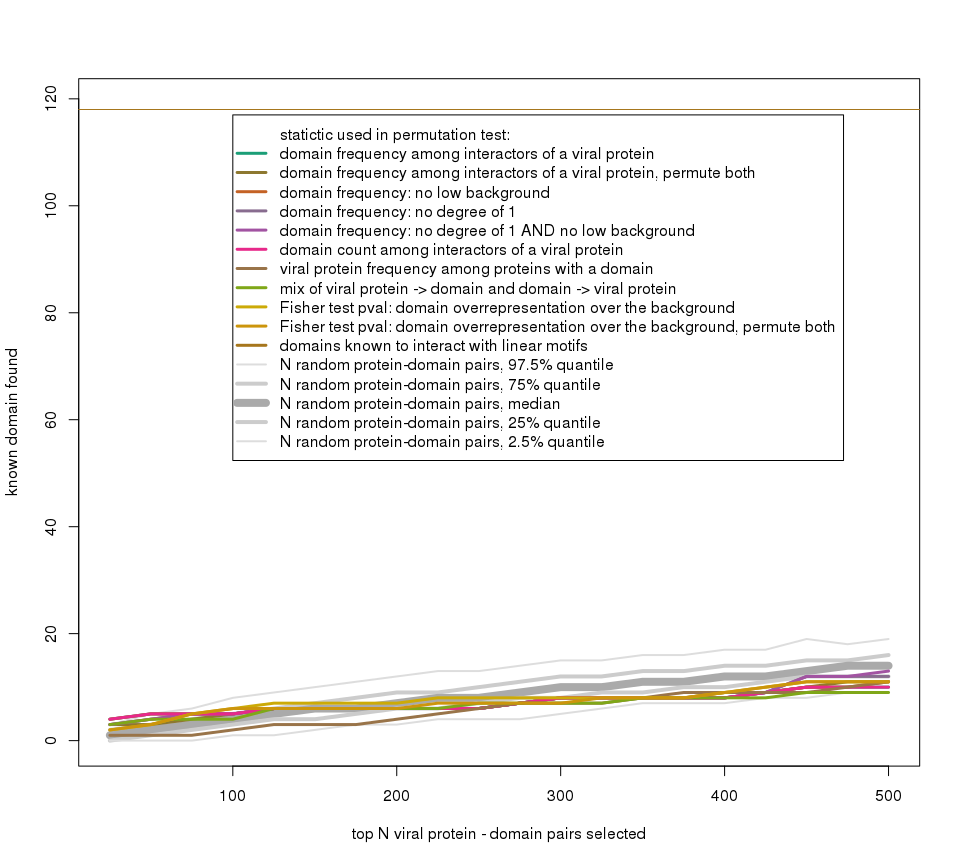 statictic used in permutation test:
domain frequency among interactors of a viral protein
domain frequency among interactors of a viral protein, permute both
domain frequency: no low background
domain frequency: no degree of 1
domain frequency: no degree of 1 AND no low background
domain count among interactors of a viral protein
viral protein frequency among proteins with a domain
mix of viral protein -> domain and domain -> viral protein
Fisher test pval: domain overrepresentation over the background
Fisher test pval: domain overrepresentation over the background, permute both
domains known to interact with linear motifs
N random protein-domain pairs, 97.5% quantile
N random protein-domain pairs, 75% quantile
N random protein-domain pairs, median
N random protein-domain pairs, 25% quantile
N random protein-domain pairs, 2.5% quantile
known domain found
120
100
80
60
40
20
0
100 200 300 400 500
top N viral protein - domain pairs selected